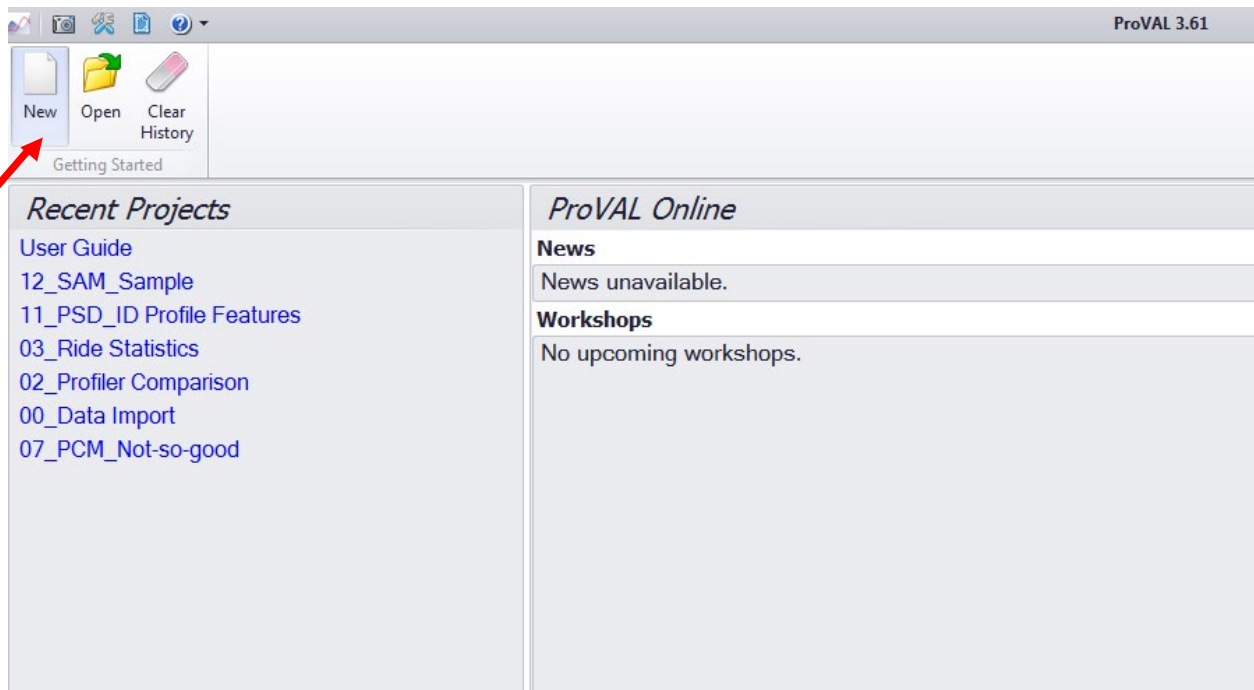 ProVAL 3.61
New Open Clear History
Getting Started
Recent Projects
User Guide
12_SAM_Sample
11_PSD_ID Profile Features
03_Ride Statistics
02_Profiler Comparison
00_Data Import
07_PCM_Not-so-good
ProVAL Online
News
News unavailable.
Workshops
No upcoming workshops.